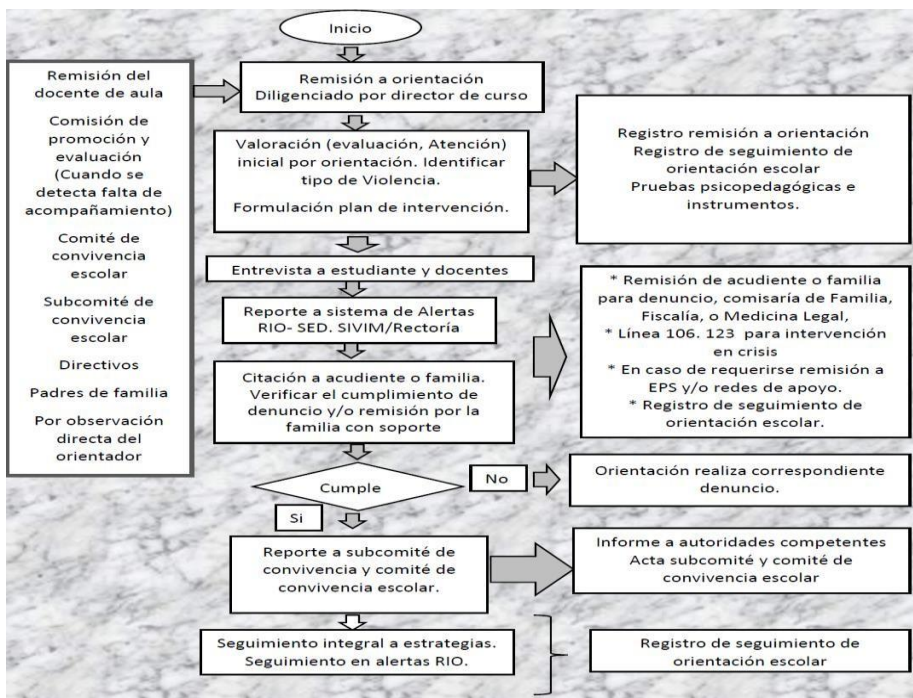 Inicio
Remisión del
docente de aula
Comisión de
promoción y
evaluación
(Cuando se
detecta falta de
acompañamiento)
Comité de
convivencia
escolar
Subcomité de
convivencia
escolar
Directivos
Padres de familia
Por observación
directa del
orientador
Remisión a orientación
Diligenciado por director de curso
Valoración (evaluación, Atención)
inicial por orientación. Identificar
tipo de Violencia.
Formulación plan de intervención.
Registro remisión a orientación
Registro de seguimiento de
orientación escolar
Pruebas psicopedagógicas e
instrumentos.
Entrevista a estudiante y docentes
Reporte a sistema de Alertas
RIO- SED. SIVIM/Rectoría
Citación a acudiente o familia.
Verificar el cumplimiento de
denuncio y/o remisión por la
familia con soporte
* Remisión de acudiente o familia
para denuncio, comisaría de Familia,
Fiscalía, o Medicina Legal,
* Línea 106. 123 para intervención
en crisis
* En caso de requerirse remisión a
EPS y/o redes de apoyo.
* Registro de seguimiento de
orientación escolar.
Cumple
No
Orientación realiza correspondiente
denuncio.
Si
Reporte a subcomité de
convivencia y comité de
convivencia escolar.
Informe a autoridades competentes
Acta subcomité y comité de
convivencia escolar
Seguimiento integral a estrategias.
Seguimiento en alertas RIO.
Registro de seguimiento de
orientación escolar